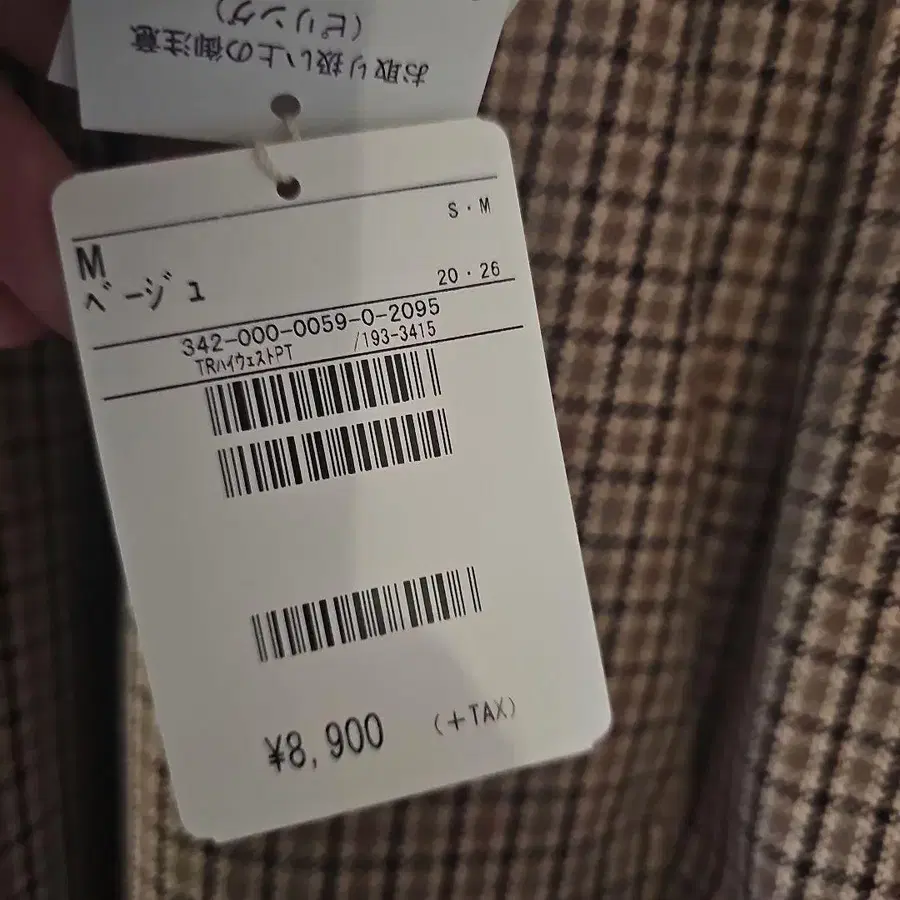 お取り扱い上の御注意
(ピリング)
S・M
M
20・26
ベージュ
342-000-0059-0-2095
TRハイウェストPT /193-3415
¥8,900 (+TAX)